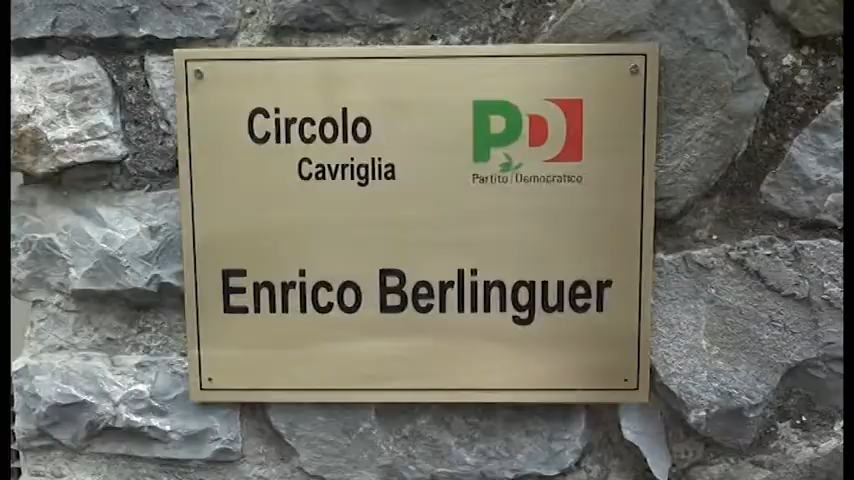 Circolo
Cavriglia
PD
Partito Democratico
Enrico Berlinguer